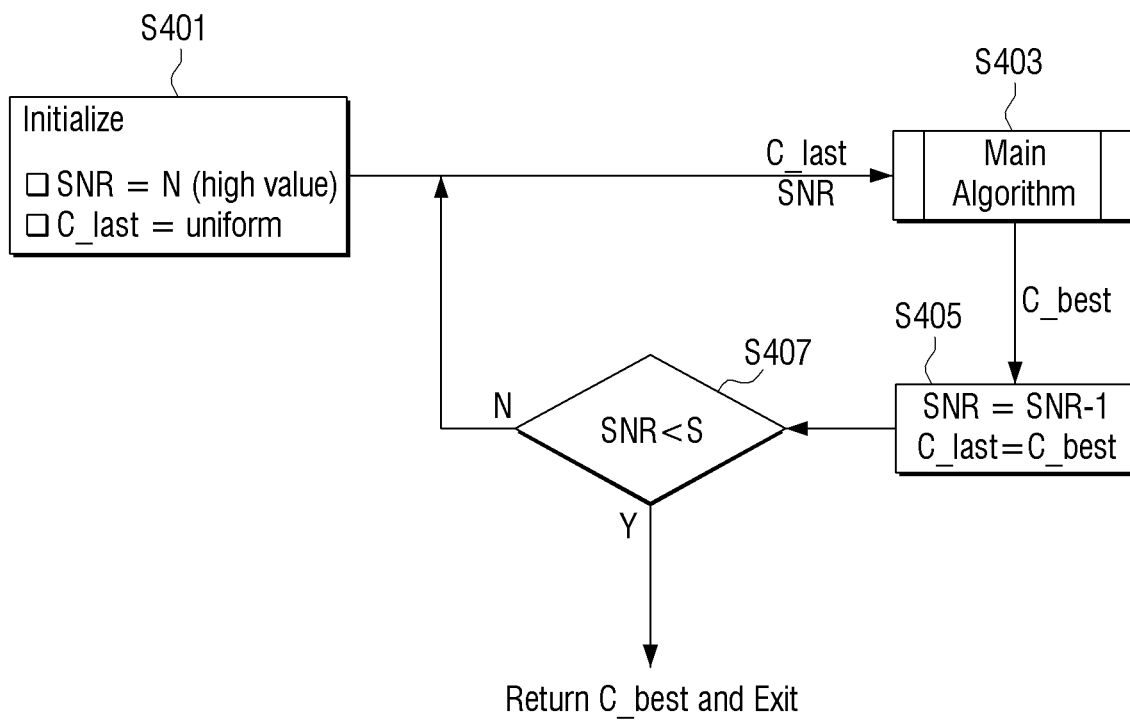 S401
Initialize
☐ SNR = N (high value)
☐ C_last = uniform
C_last
SNR
S403
Main
Algorithm
C_best
S405
SNR = SNR-1
C_last=C_best
S407
SNR<S
N
Y
Return C_best and Exit